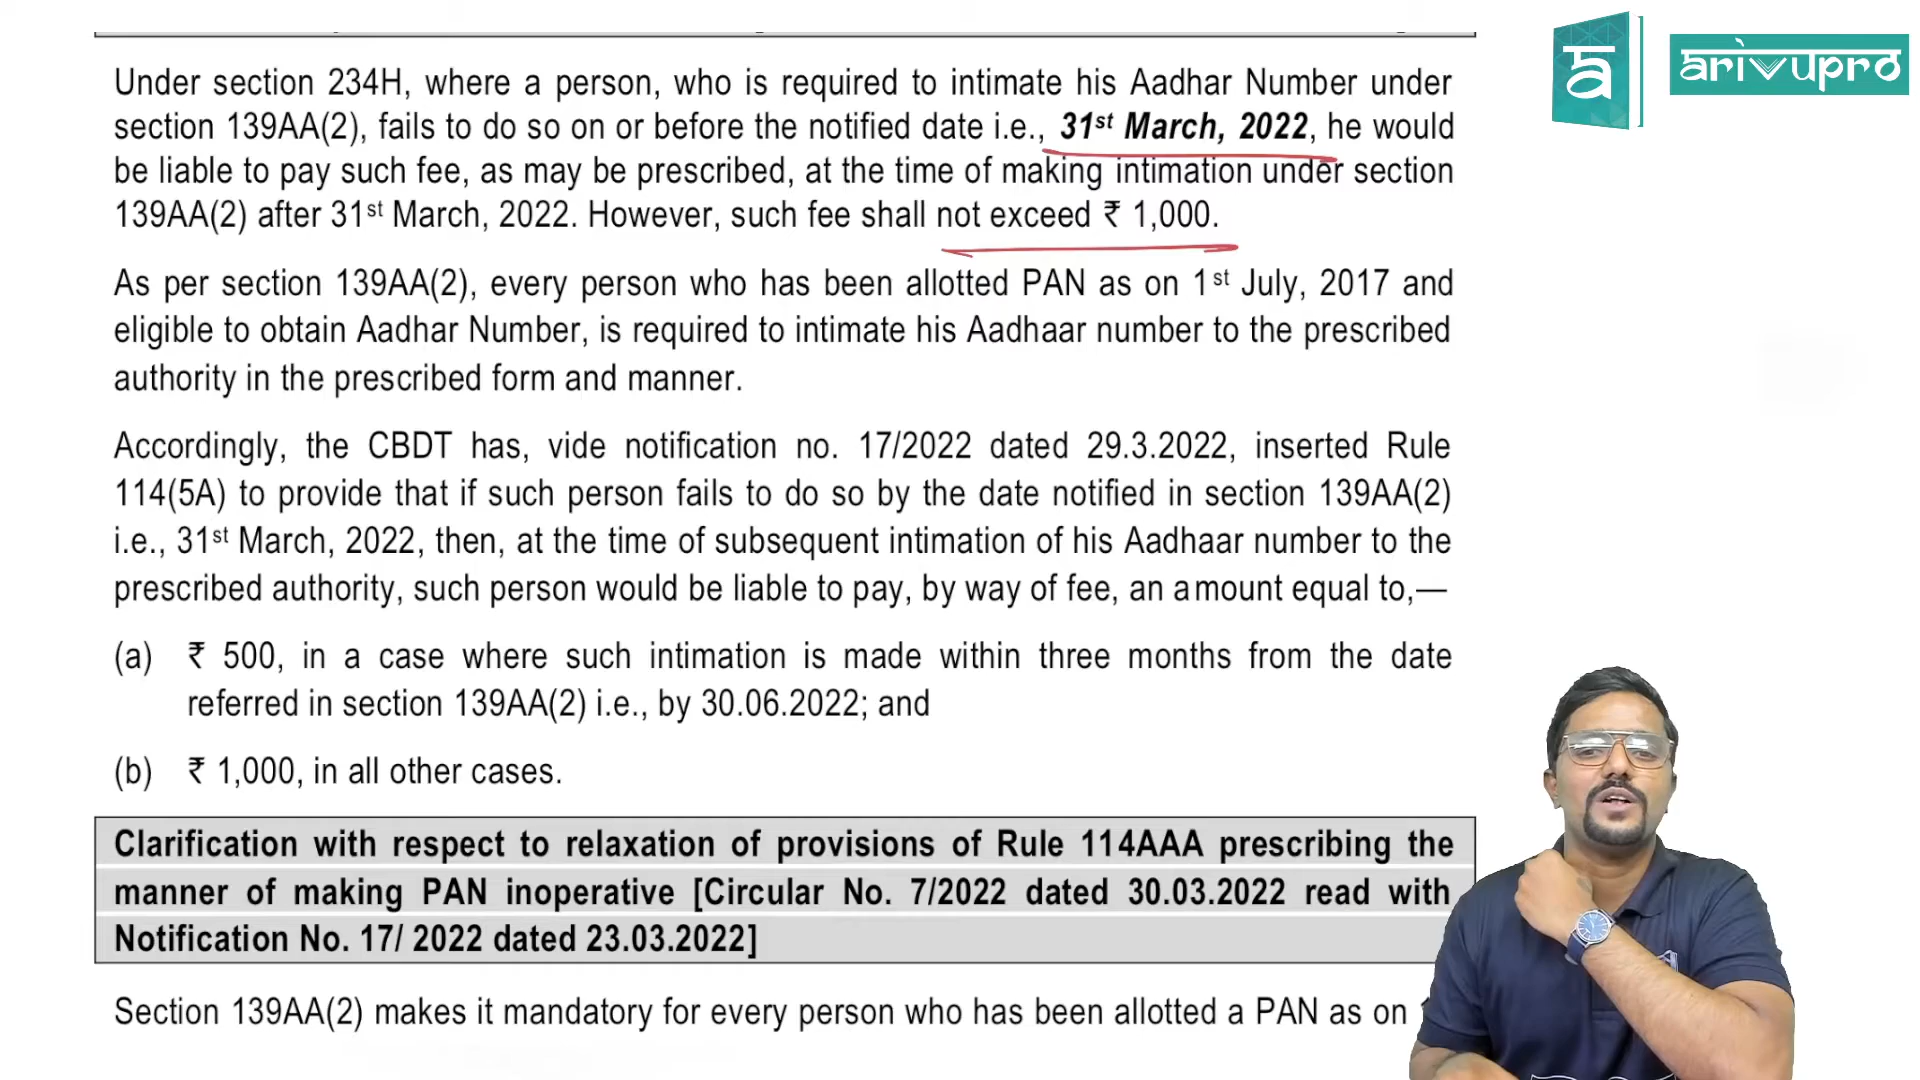 arivupro
Under section 234H, where a person, who is required to intimate his Aadhar Number under
section 139AA(2), fails to do so on or before the notified date i.e., 31st March, 2022, he would
be liable to pay such fee, as may be prescribed, at the time of making intimation under section
139AA(2) after 31st March, 2022. However, such fee shall not exceed ₹ 1,000.
As per section 139AA(2), every person who has been allotted PAN as on 1st July, 2017 and
eligible to obtain Aadhar Number, is required to intimate his Aadhaar number to the prescribed
authority in the prescribed form and manner.
Accordingly, the CBDT has, vide notification no. 17/2022 dated 29.3.2022, inserted Rule
114(5A) to provide that if such person fails to do so by the date notified in section 139AA(2)
i.e., 31st March, 2022, then, at the time of subsequent intimation of his Aadhaar number to the
prescribed authority, such person would be liable to pay, by way of fee, an amount equal to,—
(a) ₹ 500, in a case where such intimation is made within three months from the date
referred in section 139AA(2) i.e., by 30.06.2022; and
(b) ₹ 1,000, in all other cases.
Clarification with respect to relaxation of provisions of Rule 114AAA prescribing the
manner of making PAN inoperative [Circular No. 7/2022 dated 30.03.2022 read with
Notification No. 17/ 2022 dated 23.03.2022]
Section 139AA(2) makes it mandatory for every person who has been allotted a PAN as on